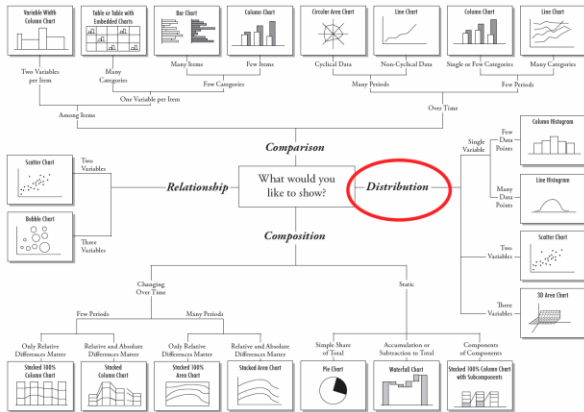 Variable Width
Column Chart
Table or Table with
Embedded Charts
Bar Chart
Column Chart
Circular Area Chart
Line Chart
Column Chart
Line Chart
Two Variables
per Item
Many
Categories
Many Items
Few Items
Cyclical Data
Non-Cyclical Data
Single or Few Categories
Many Categories
Few Categories
Many Periods
Few Periods
One Variable per Item
Among Items
Over Time
Comparison
What would you
like to show?
Relationship
Two
Variables
Scatter Chart
Three
Variables
Bubble Chart
Distribution
Single
Variable
Few
Data
Points
Column Histogram
Many
Data
Points
Line Histogram
Two
Variables
Scatter Chart
Three
Variables
3D Area Chart
Composition
Changing
Over Time
Static
Few Periods
Many Periods
Only Relative
Differences Matter
Relative and Absolute
Differences Matter
Only Relative
Differences Matter
Relative and Absolute
Differences Matter
Simple Share
of Total
Accumulation or
Subtraction to Total
Components
of Components
Stacked 100%
Column Chart
Stacked
Column Chart
Stacked 100%
Area Chart
Stacked Area Chart
Pie Chart
Waterfall Chart
Stacked 100% Column Chart
with Subcomponents